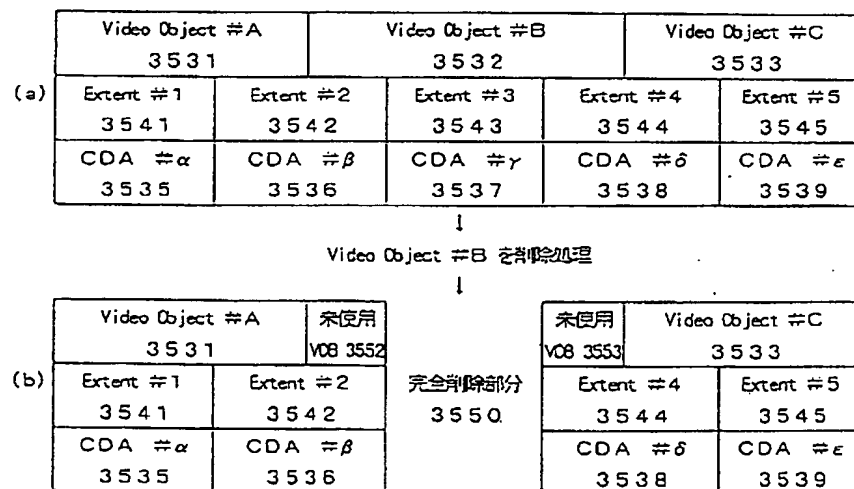 Video Object #A Video Object #B Video Object #C
3531 3532 3533
(a)
Extent #1 Extent #2 Extent #3 Extent #4 Extent #5
3541 3542 3543 3544 3545
CDA #α CDA #β CDA #γ CDA #δ CDA #ε
3535 3536 3537 3538 3539
↓
Video Object #B を削除処理
↓
Video Object #A 未使用 未使用 Video Object #C
3531 VOB 3552 VOB 3553 3533
(b)
Extent #1 Extent #2 完全削除部分 Extent #4 Extent #5
3541 3542 3550 3544 3545
CDA #α CDA #β CDA #δ CDA #ε
3535 3536 3538 3539